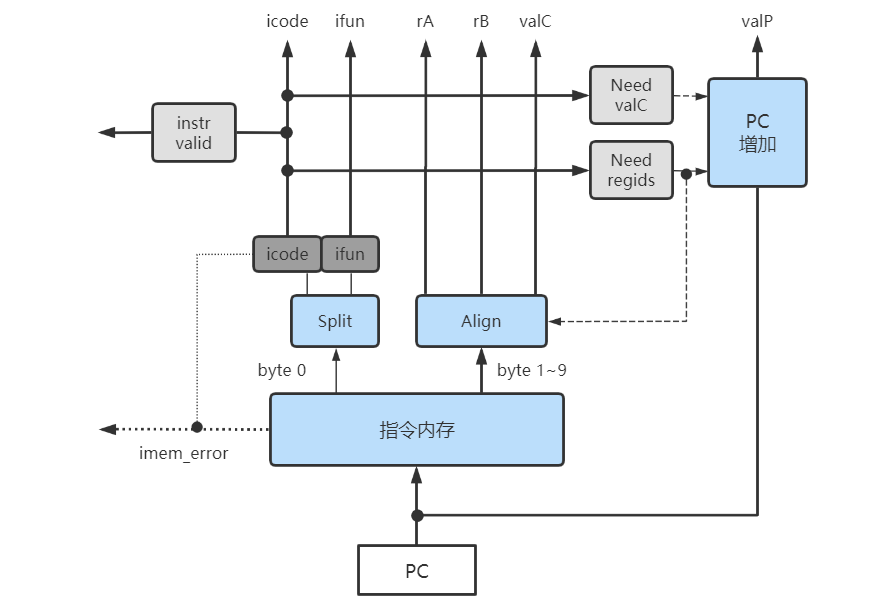 icode
ifun
rA
rB
valC
valP
Need
valC
PC
增加
instr
valid
Need
regids
icode
ifun
Split
Align
byte 0
byte 1~9
指令内存
imem_error
PC